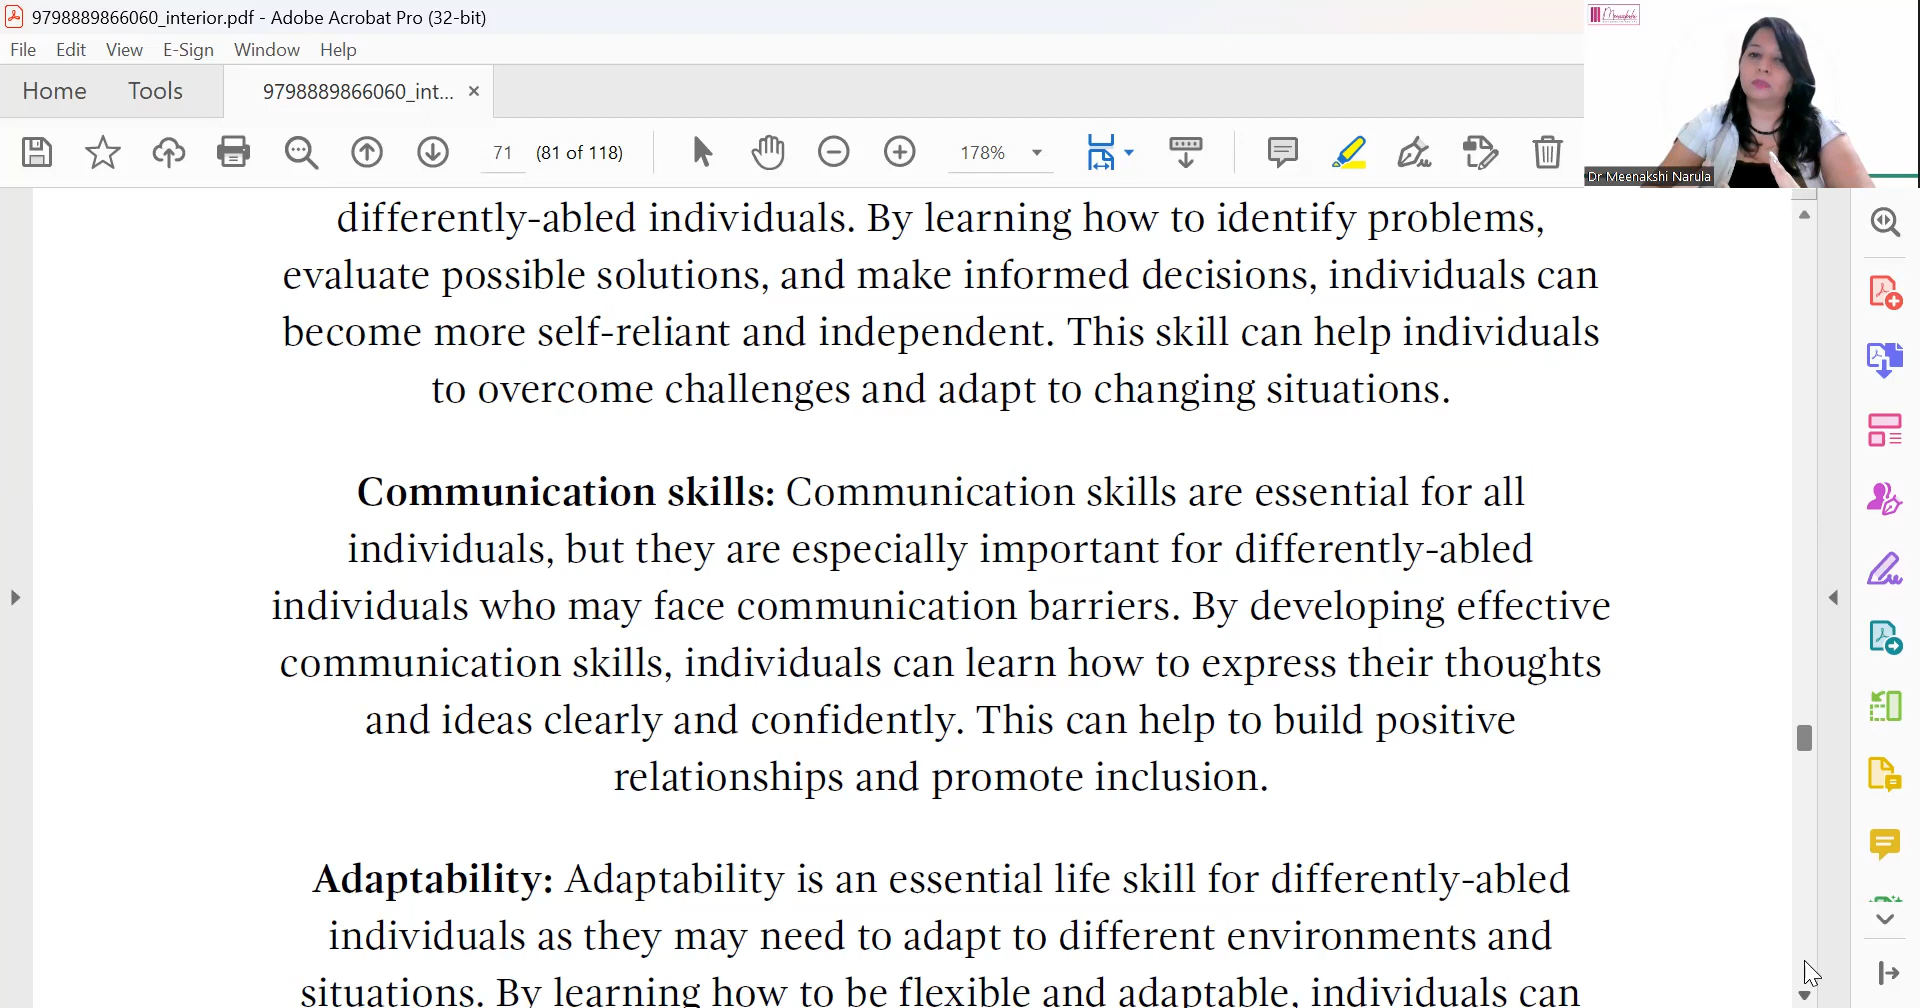 9798889866060_interior.pdf - Adobe Acrobat Pro (32-bit)
File Edit View E-Sign Window Help
Home Tools 9798889866060_int... ×
71 (81 of 118) 178%
Dr Meenakshi Narula
differently-abled individuals. By learning how to identify problems,
evaluate possible solutions, and make informed decisions, individuals can
become more self-reliant and independent. This skill can help individuals
to overcome challenges and adapt to changing situations.
Communication skills: Communication skills are essential for all
individuals, but they are especially important for differently-abled
individuals who may face communication barriers. By developing effective
communication skills, individuals can learn how to express their thoughts
and ideas clearly and confidently. This can help to build positive
relationships and promote inclusion.
Adaptability: Adaptability is an essential life skill for differently-abled
individuals as they may need to adapt to different environments and
situations. By learning how to be flexible and adaptable, individuals can